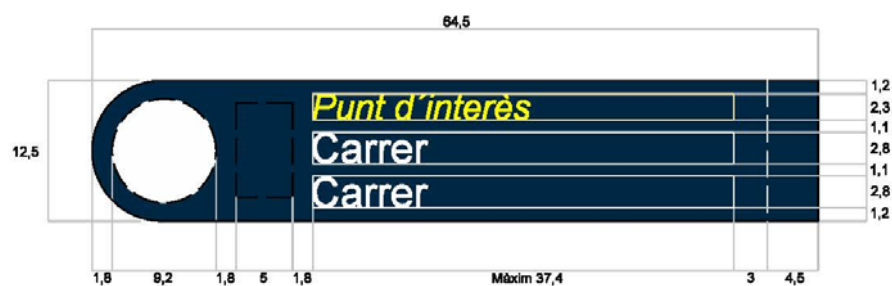 64,5
1,2
Punt d´interès
2,3
1,1
12,5
Carrer
2,8
1,1
Carrer
2,8
1,2
1,8 9,2 1,8 5 1,8 Màxim 37,4 3 4,5